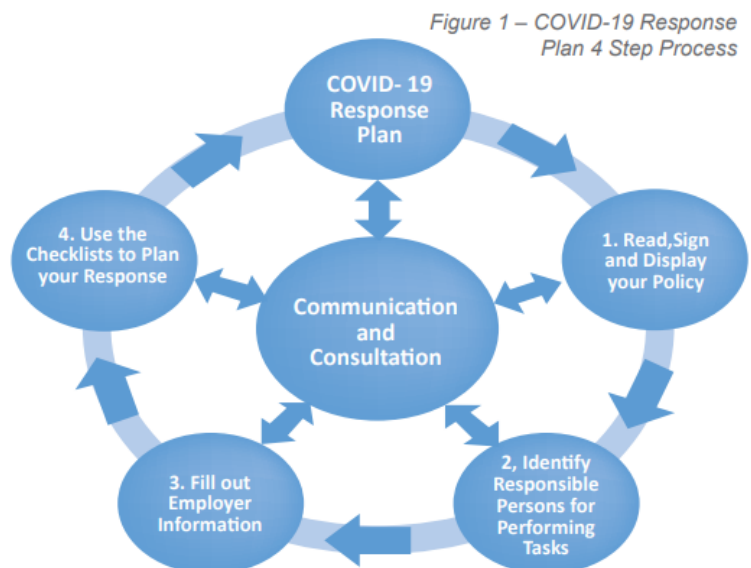 Figure 1 – COVID-19 Response
Plan 4 Step Process
COVID- 19
Response
Plan
1. Read,Sign
and Display
your Policy
2, Identify
Responsible
Persons for
Performing
Tasks
3. Fill out
Employer
Information
4. Use the
Checklists to Plan
your Response
Communication
and
Consultation